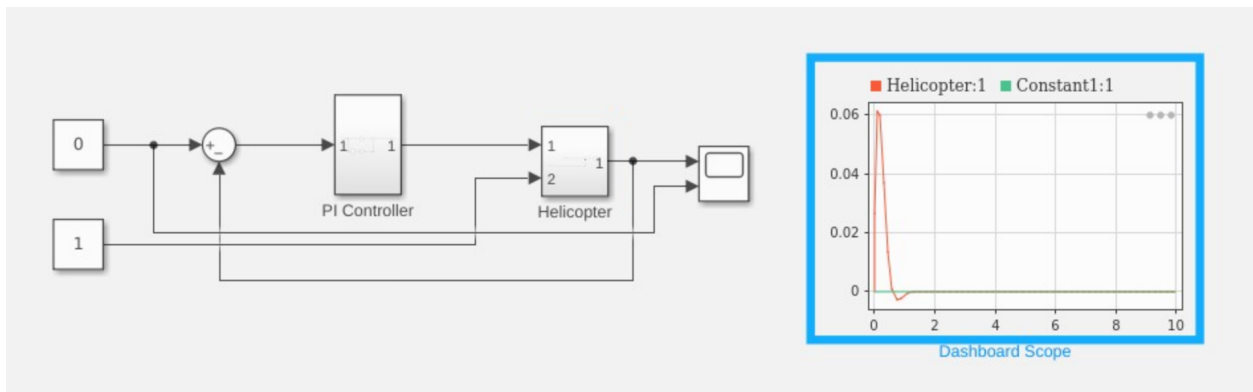 0
1
+
−
1
1
PI Controller
1
2
1
Helicopter
Helicopter:1 Constant1:1
0.06
0.04
0.02
0
0 2 4 6 8 10
Dashboard Scope